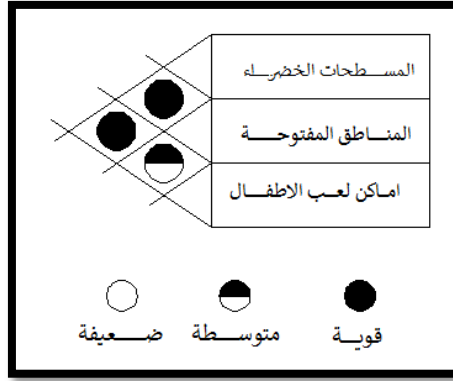 المسطحات الخضراء
المناطق المفتوحة
اماكن لعب الاطفال
قوية متوسطة ضعيفة